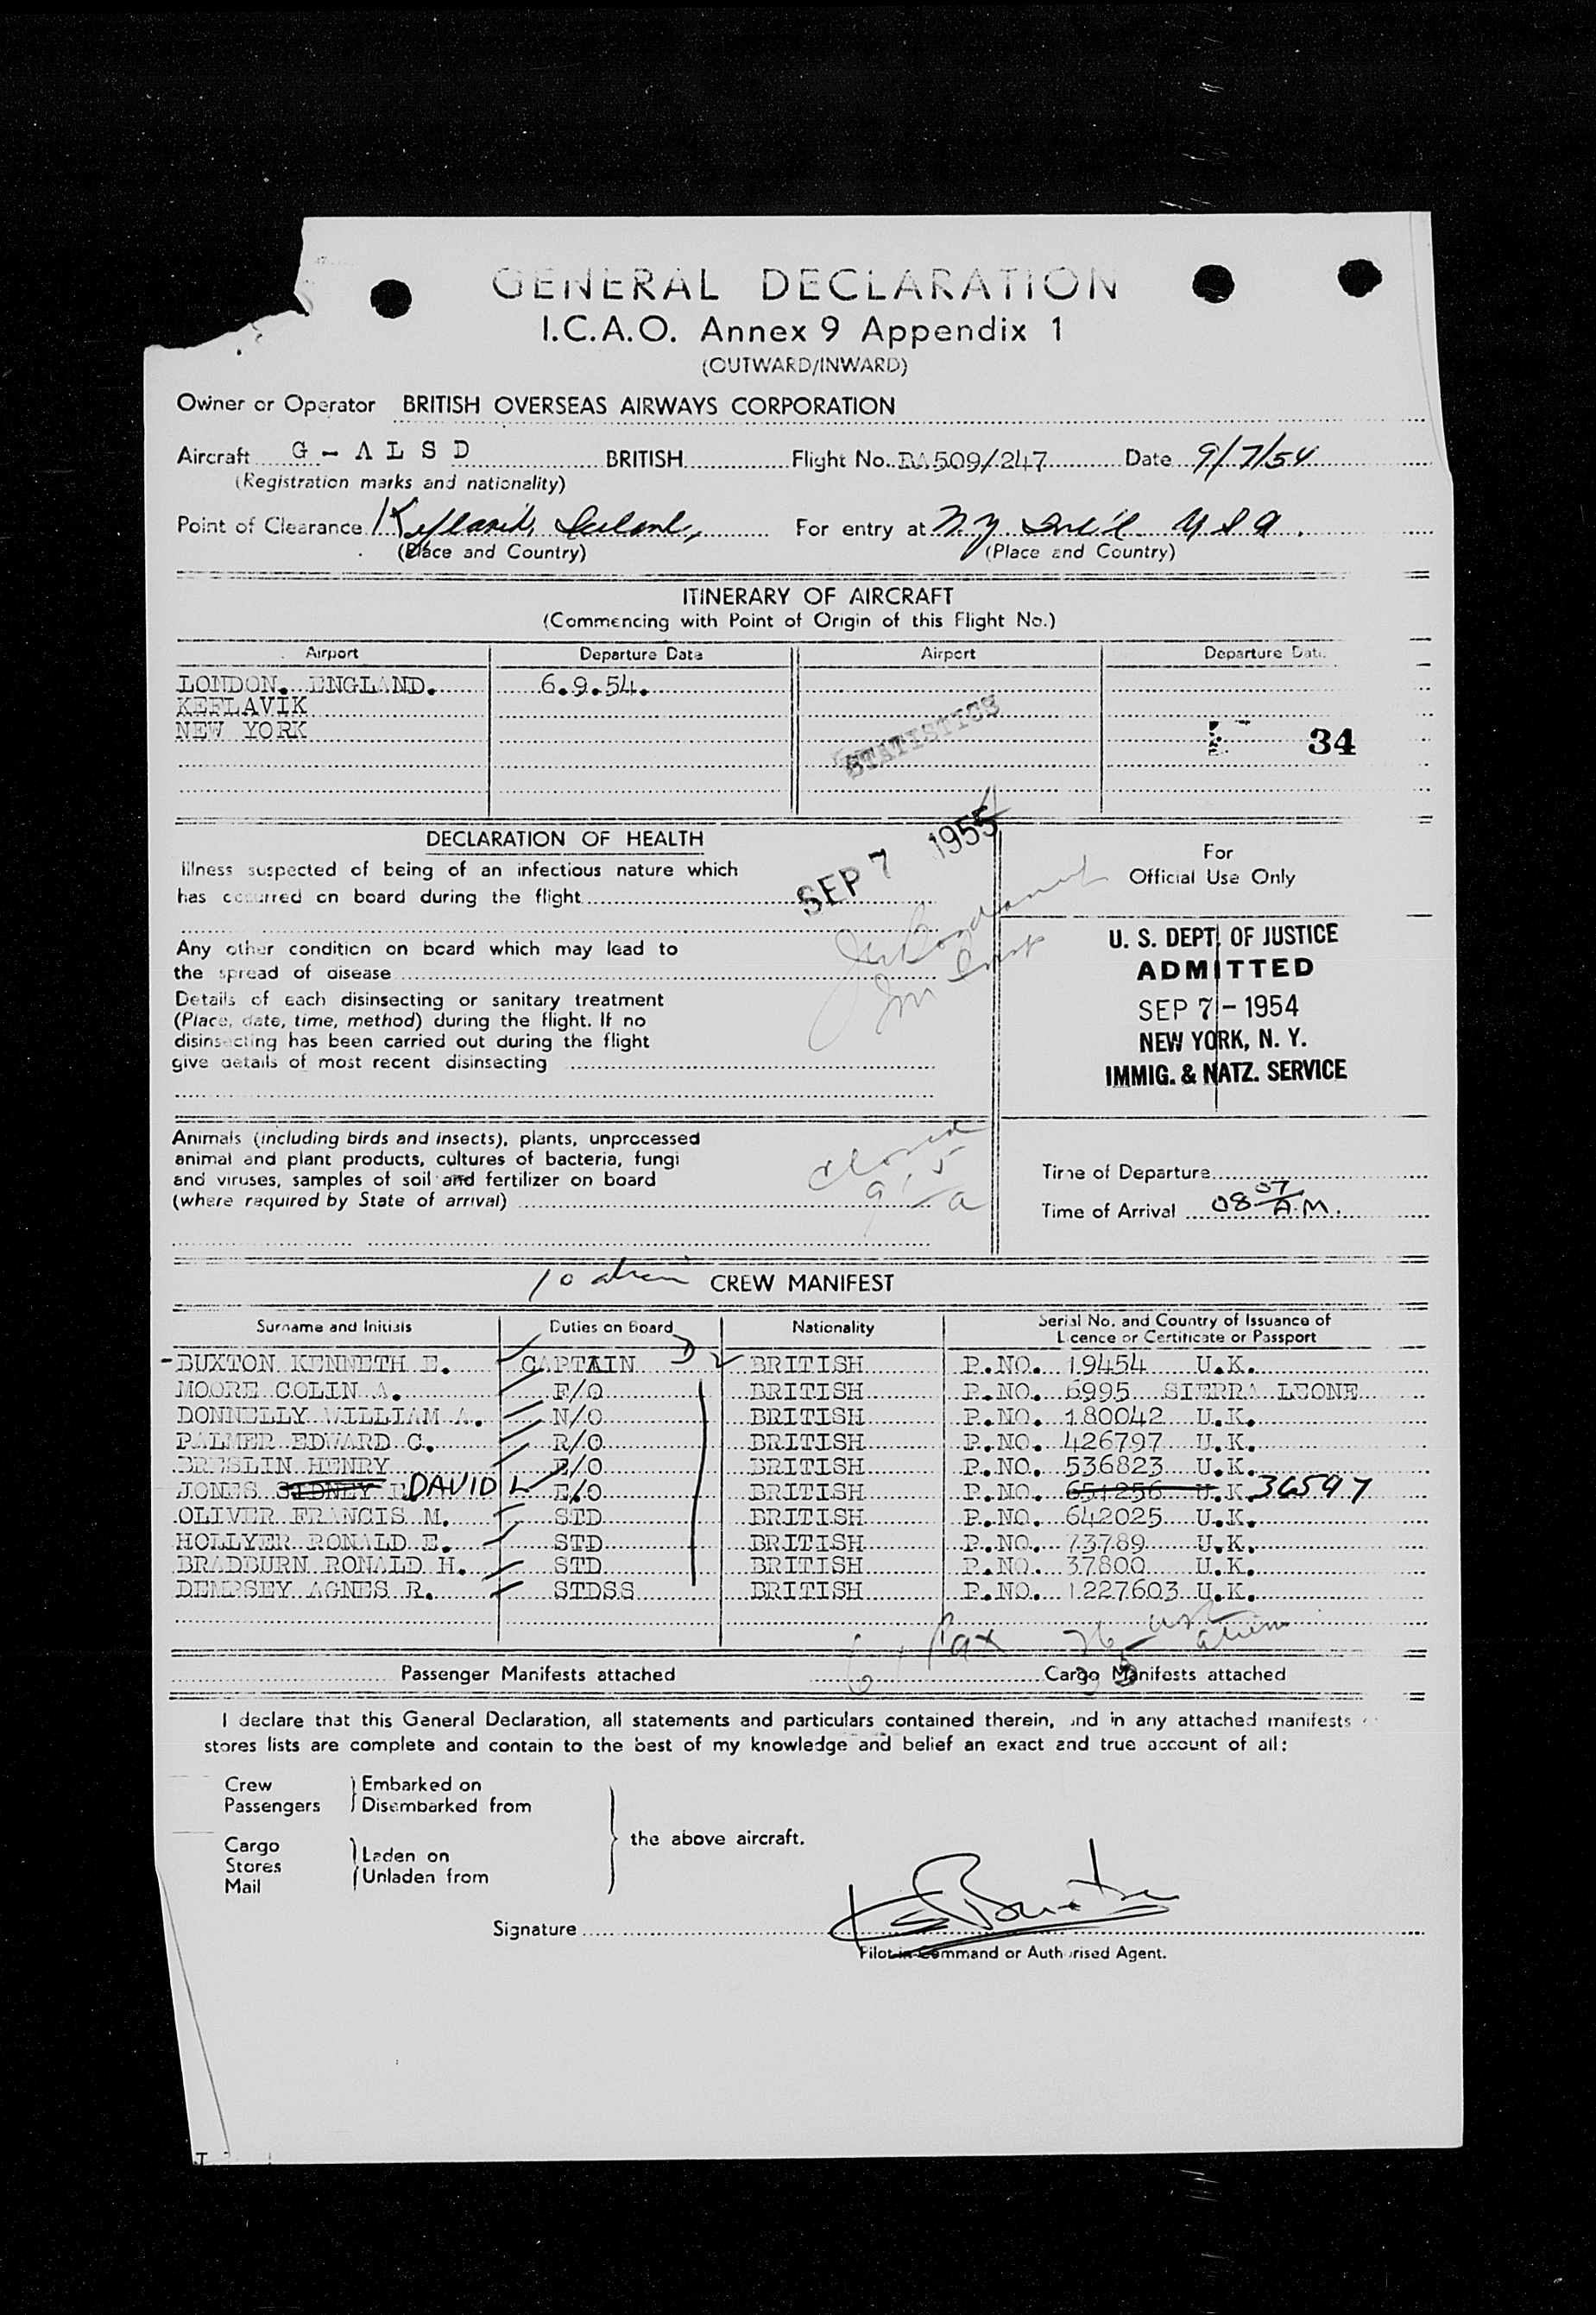 GENERAL DECLARATION
I.C.A.O. Annex 9 Appendix 1
(OUTWARD/INWARD)
Owner or Operator BRITISH OVERSEAS AIRWAYS CORPORATION
Aircraft G - A L S D BRITISH Flight No. BA509/247 Date 9/7/54
(Registration marks and nationality)
Point of Clearance Keflavik, Iceland, For entry at N.Y. Int'l U S A.
(Place and Country) (Place and Country)
ITINERARY OF AIRCRAFT
(Commencing with Point of Origin of this Flight No.)
Airport Departure Date Airport Departure Date
LONDON. ENGLAND. 6.9.54.
KEFLAVIK
NEW YORK
STATISTICS
34
SEP 7 1955
DECLARATION OF HEALTH
Illness suspected of being of an infectious nature which
has occurred on board during the flight
Any other condition on board which may lead to
the spread of disease
Details of each disinsecting or sanitary treatment
(Place, date, time, method) during the flight. If no
disinsecting has been carried out during the flight
give details of most recent disinsecting
For
Official Use Only
U. S. DEPT. OF JUSTICE
ADMITTED
SEP 7 - 1954
NEW YORK, N. Y.
IMMIG. & NATZ. SERVICE
Animals (including birds and insects), plants, unprocessed
animal and plant products, cultures of bacteria, fungi
and viruses, samples of soil and fertilizer on board
(where required by State of arrival)
Time of Departure
Time of Arrival 08 07 A.M.
10 alien CREW MANIFEST
Surname and Initials Duties on Board Nationality Serial No. and Country of Issuance of
Licence or Certificate or Passport
BUXTON KENNETH E. CAPTAIN BRITISH P.NO. 19454 U.K.
MOORE COLIN A. F/O BRITISH P.NO. 6995 SIERRA LEONE
DONNELLY WILLIAM A. N/O BRITISH P.NO. 180042 U.K.
PALMER EDWARD C. R/O BRITISH P.NO. 426797 U.K.
BRESLIN HENRY E/O BRITISH P.NO. 536823 U.K.
JONES SIDNEY DAVID L E/O BRITISH P.NO. 651256 U.K. 36597
OLIVER FRANCIS M. STD BRITISH P.NO. 642025 U.K.
HOLLYER RONALD E. STD BRITISH P.NO. 73789 U.K.
BRADBURN RONALD H. STD BRITISH P.NO. 37800 U.K.
DEMPSEY AGNES R. STDSS BRITISH P.NO. 1227603 U.K.
Pax
Passenger Manifests attached Cargo Manifests attached
I declare that this General Declaration, all statements and particulars contained therein, and in any attached manifests
stores lists are complete and contain to the best of my knowledge and belief an exact and true account of all:
Crew Embarked on
Passengers Disembarked from
the above aircraft.
Cargo Laden on
Stores Unladen from
Mail
Signature
Pilot-in-Command or Authorised Agent.